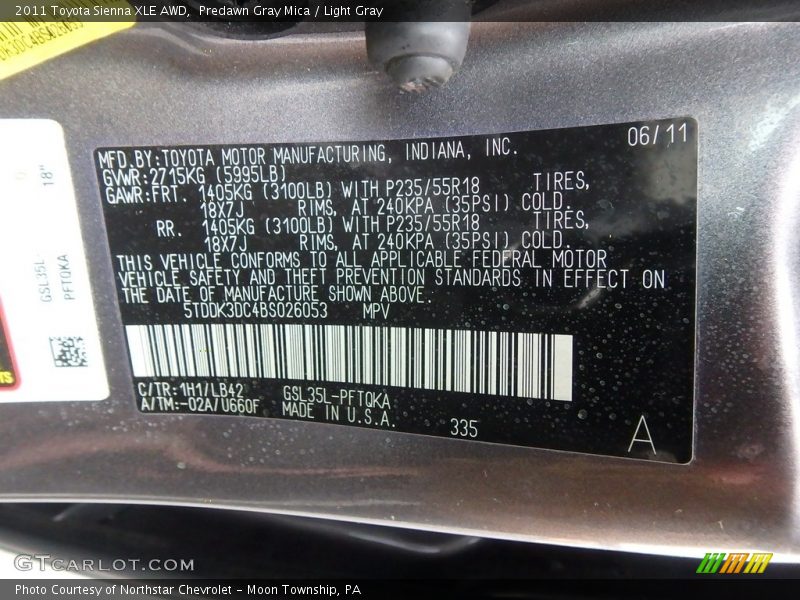 2011 Toyota Sienna XLE AWD, Predawn Gray Mica / Light Gray
06/11
MFD.BY:TOYOTA MOTOR MANUFACTURING, INDIANA, INC.
GVWR:2715KG (5995LB)
GAWR:FRT. 1405KG (3100LB) WITH P235/55R18 TIRES,
18X7J RIMS, AT 240KPA (35PSI) COLD.
RR. 1405KG (3100LB) WITH P235/55R18 TIRES,
18X7J RIMS, AT 240KPA (35PSI) COLD.
THIS VEHICLE CONFORMS TO ALL APPLICABLE FEDERAL MOTOR
VEHICLE SAFETY AND THEFT PREVENTION STANDARDS IN EFFECT ON
THE DATE OF MANUFACTURE SHOWN ABOVE.
5TDDK3DC4BS026053 MPV
C/TR:1H1/LB42 GSL35L-PFTQKA
A/TM:-02A/U660F MADE IN U.S.A.
335
A
18"
GSL35L
PFTQKA
GTCARLOT.COM
Photo Courtesy of Northstar Chevrolet - Moon Township, PA